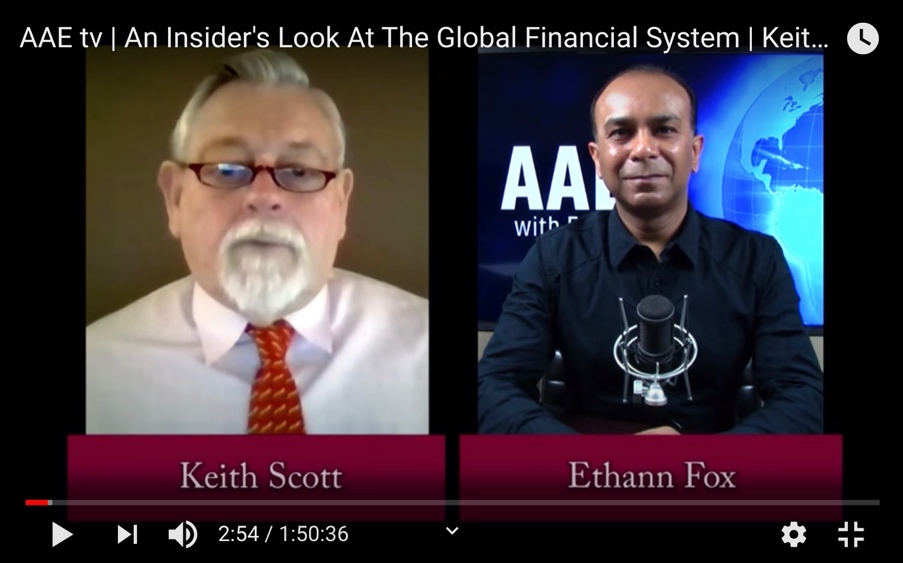 AAE tv | An Insider's Look At The Global Financial System | Keit...
AAE
with
Keith Scott
Ethann Fox
2:54 / 1:50:36